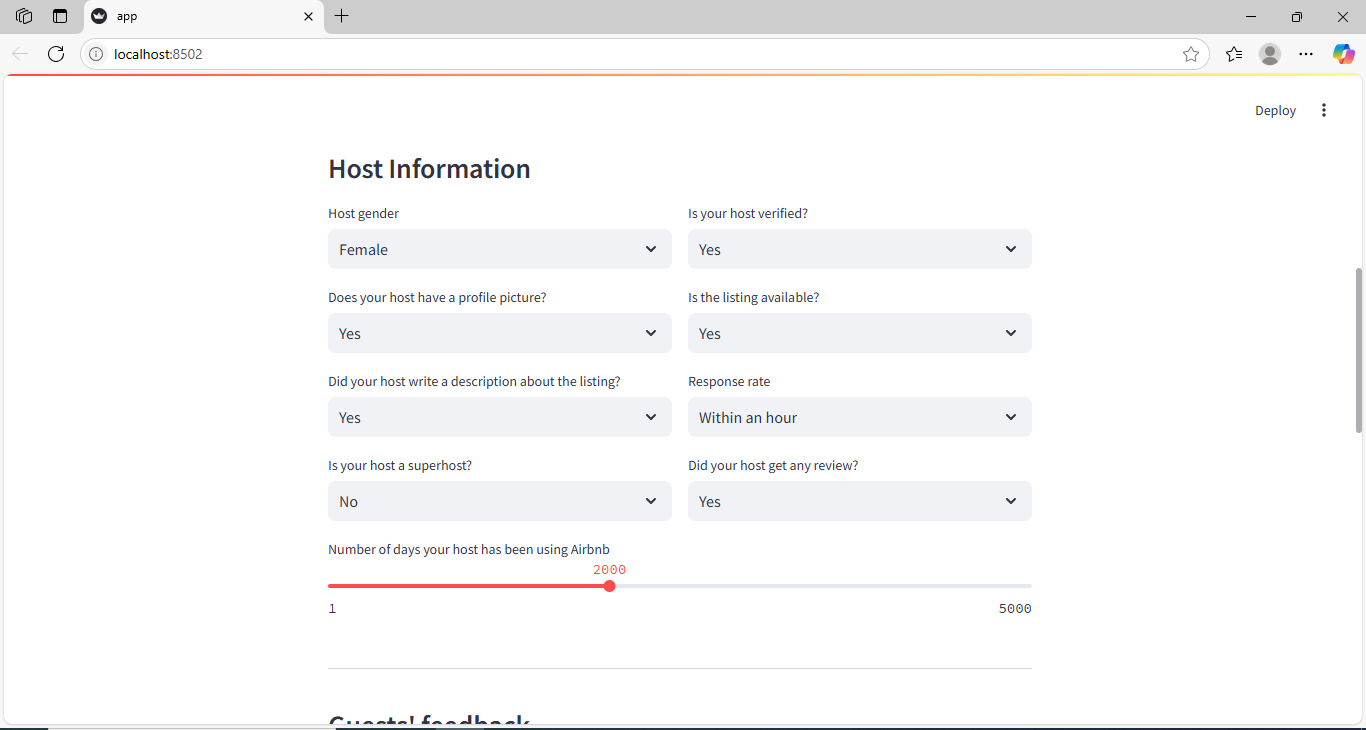 app
localhost:8502
Deploy
Host Information
Host gender
Is your host verified?
Female
Yes
Does your host have a profile picture?
Is the listing available?
Yes
Yes
Did your host write a description about the listing?
Response rate
Yes
Within an hour
Is your host a superhost?
Did your host get any review?
No
Yes
Number of days your host has been using Airbnb
2000
1
5000
Guests' feedback